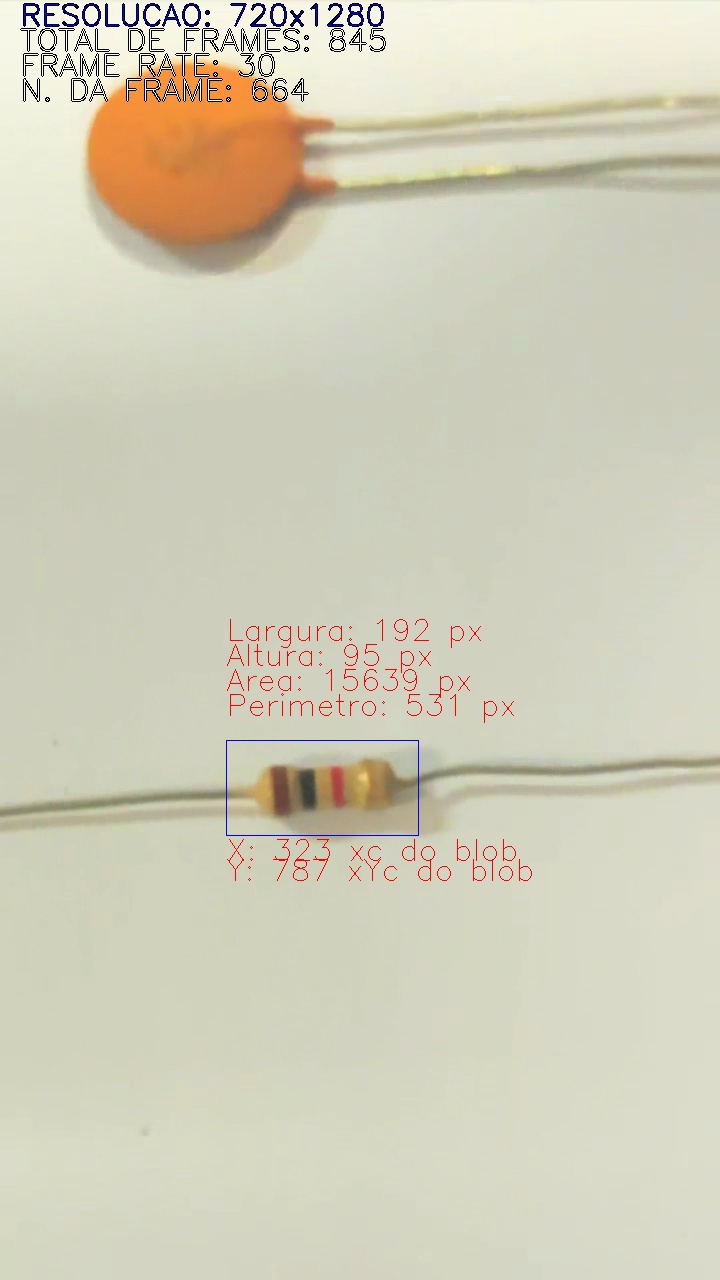 RESOLUCAO: 720x1280
TOTAL DE FRAMES: 845
FRAME RATE: 30
N. DA FRAME: 664
Largura: 192 px
Altura: 95 px
Area: 15639 px
Perimetro: 531 px
X: 323 xc do blob
Y: 787 xYc do blob